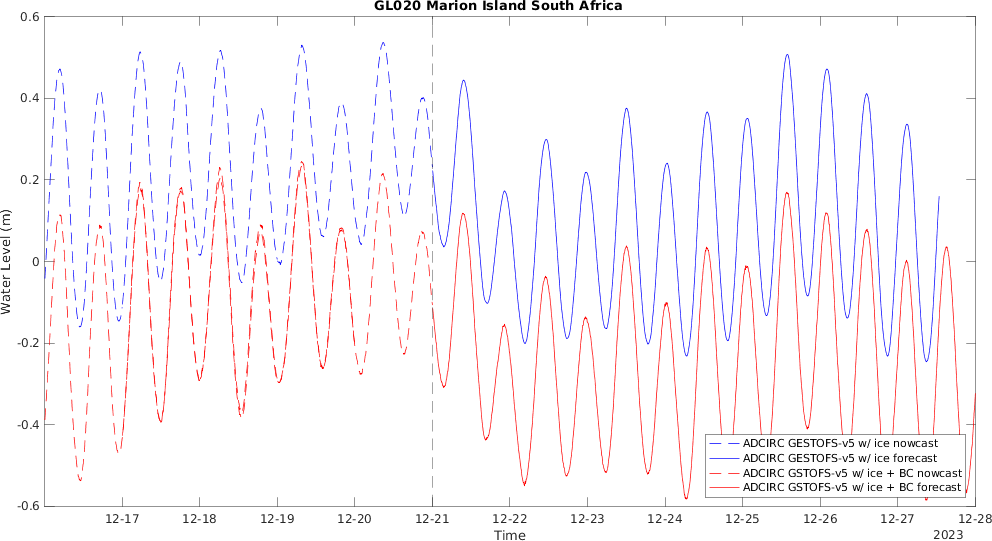 GL020 Marion Island South Africa
0.6
0.4
0.2
0
-0.2
-0.4
-0.6
Water Level (m)
ADCIRC GESTOFS-v5 w/ ice nowcast
ADCIRC GESTOFS-v5 w/ ice forecast
ADCIRC GSTOFS-v5 w/ ice + BC nowcast
ADCIRC GSTOFS-v5 w/ ice + BC forecast
12-17 12-18 12-19 12-20 12-21 12-22 12-23 12-24 12-25 12-26 12-27 12-28
Time 2023